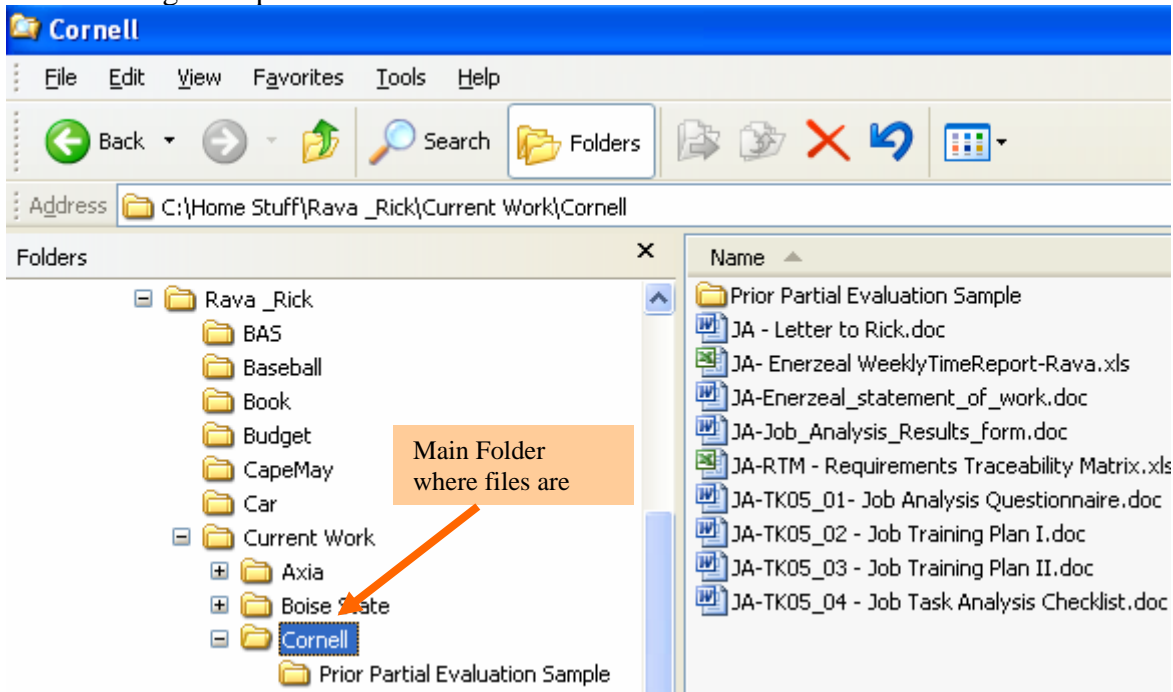 Cornell
File Edit View Favorites Tools Help
Back Search Folders
Address C:\Home Stuff\Rava _Rick\Current Work\Cornell
Folders
Rava _Rick
BAS
Baseball
Book
Budget
CapeMay
Car
Current Work
Axia
Boise State
Cornell
Prior Partial Evaluation Sample
Main Folder
where files are
Name
Prior Partial Evaluation Sample
JA - Letter to Rick.doc
JA- Enerzeal WeeklyTimeReport-Rava.xls
JA-Enerzeal_statement_of_work.doc
JA-Job_Analysis_Results_form.doc
JA-RTM - Requirements Traceability Matrix.xls
JA-TK05_01- Job Analysis Questionnaire.doc
JA-TK05_02 - Job Training Plan I.doc
JA-TK05_03 - Job Training Plan II.doc
JA-TK05_04 - Job Task Analysis Checklist.doc